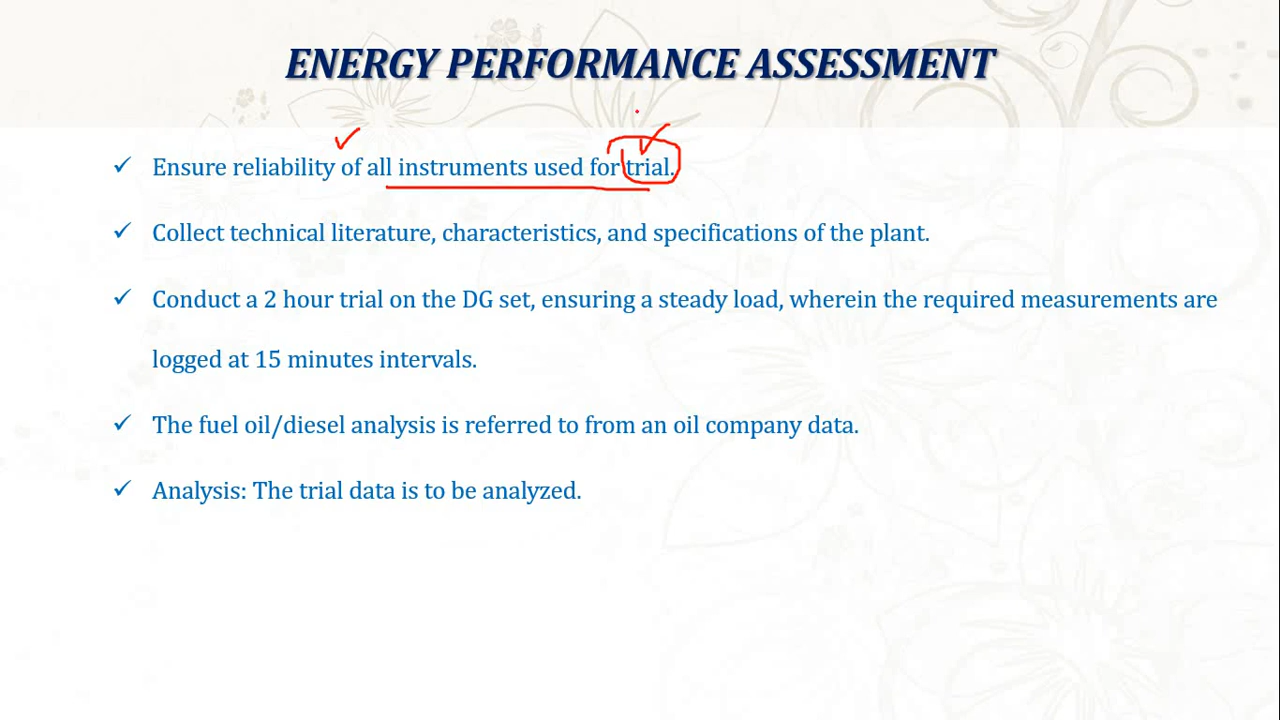 ENERGY PERFORMANCE ASSESSMENT
✓ Ensure reliability of all instruments used for trial.
✓ Collect technical literature, characteristics, and specifications of the plant.
✓ Conduct a 2 hour trial on the DG set, ensuring a steady load, wherein the required measurements are
logged at 15 minutes intervals.
✓ The fuel oil/diesel analysis is referred to from an oil company data.
✓ Analysis: The trial data is to be analyzed.